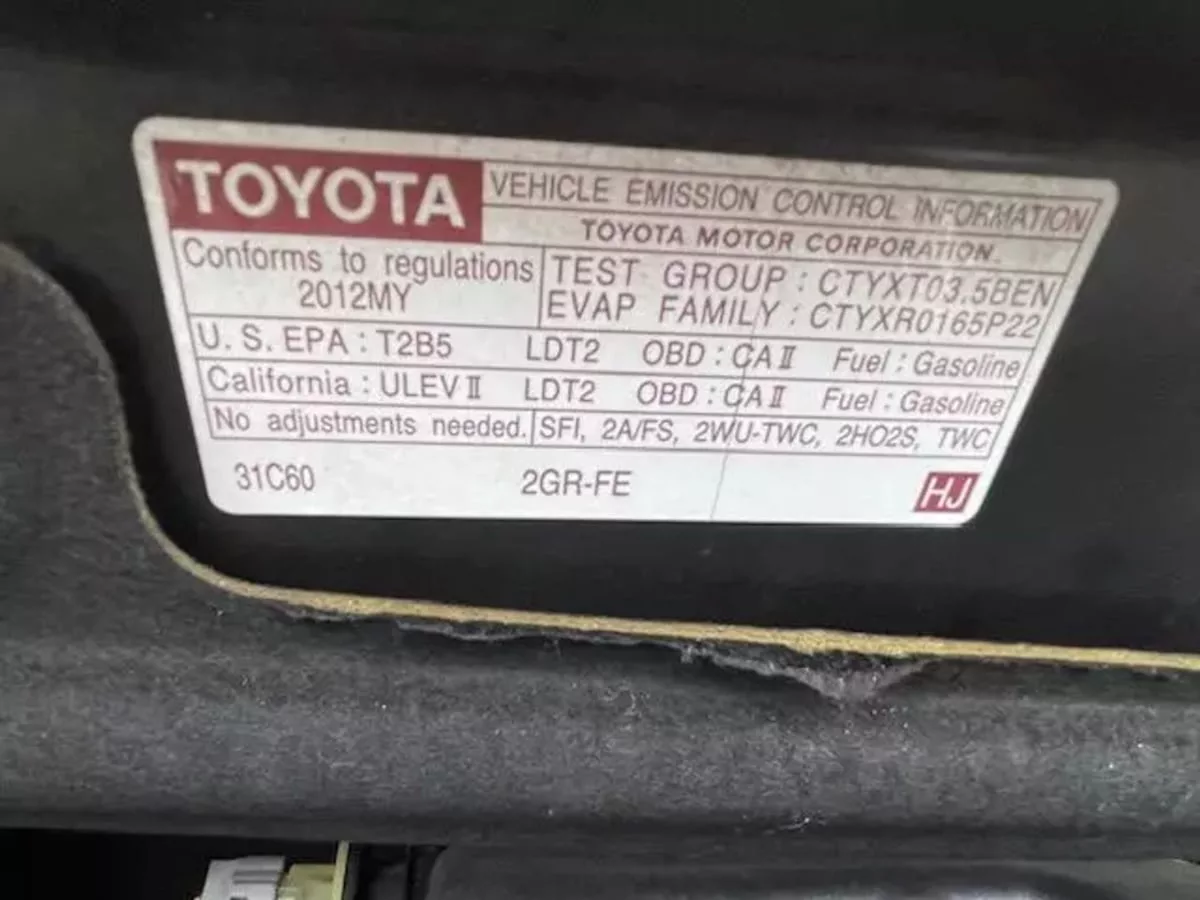 TOYOTA VEHICLE EMISSION CONTROL INFORMATION
TOYOTA MOTOR CORPORATION
Conforms to regulations
2012MY
TEST GROUP : CTYXT03.5BEN
EVAP FAMILY : CTYXR0165P22
U. S. EPA : T2B5 LDT2 OBD : CA II Fuel : Gasoline
California : ULEV II LDT2 OBD : CA II Fuel : Gasoline
No adjustments needed. SFI, 2A/FS, 2WU-TWC, 2HO2S, TWC
31C60 2GR-FE HJ